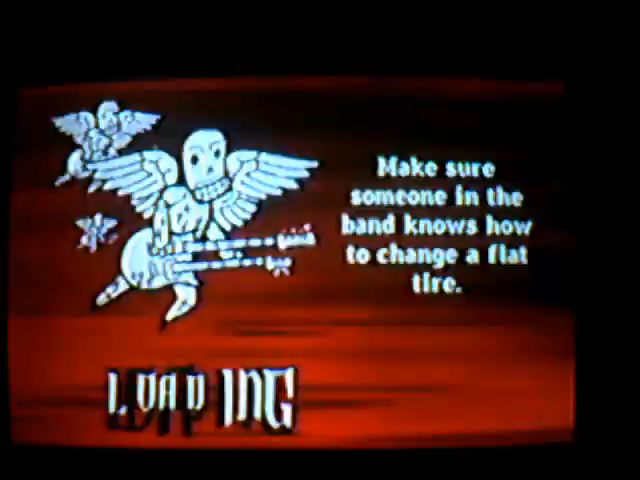 Make sure
someone in the
band knows how
to change a flat
tire.
LOADING